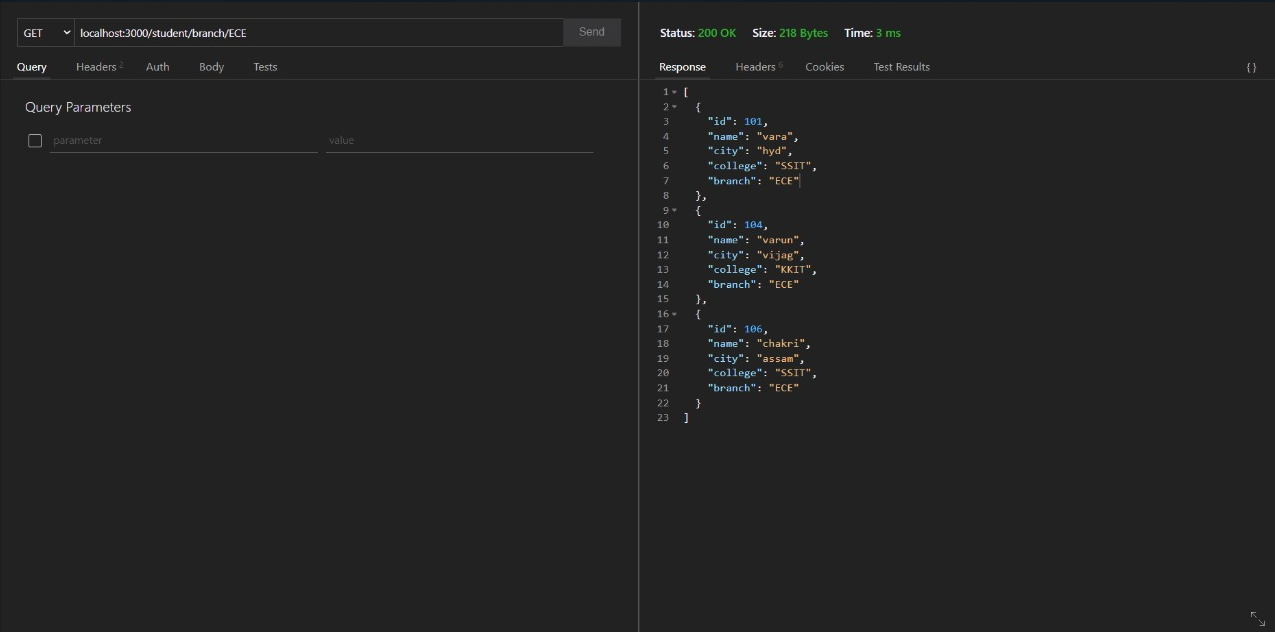 GET localhost:3000/student/branch/ECE Send
Query Headers 2 Auth Body Tests
Query Parameters
parameter value
Status: 200 OK Size: 218 Bytes Time: 3 ms
Response Headers 6 Cookies Test Results {}
1 [
2 {
3 "id": 101,
4 "name": "vara",
5 "city": "hyd",
6 "college": "SSIT",
7 "branch": "ECE"
8 },
9 {
10 "id": 104,
11 "name": "varun",
12 "city": "vijag",
13 "college": "KKIT",
14 "branch": "ECE"
15 },
16 {
17 "id": 106,
18 "name": "chakri",
19 "city": "assam",
20 "college": "SSIT",
21 "branch": "ECE"
22 }
23 ]